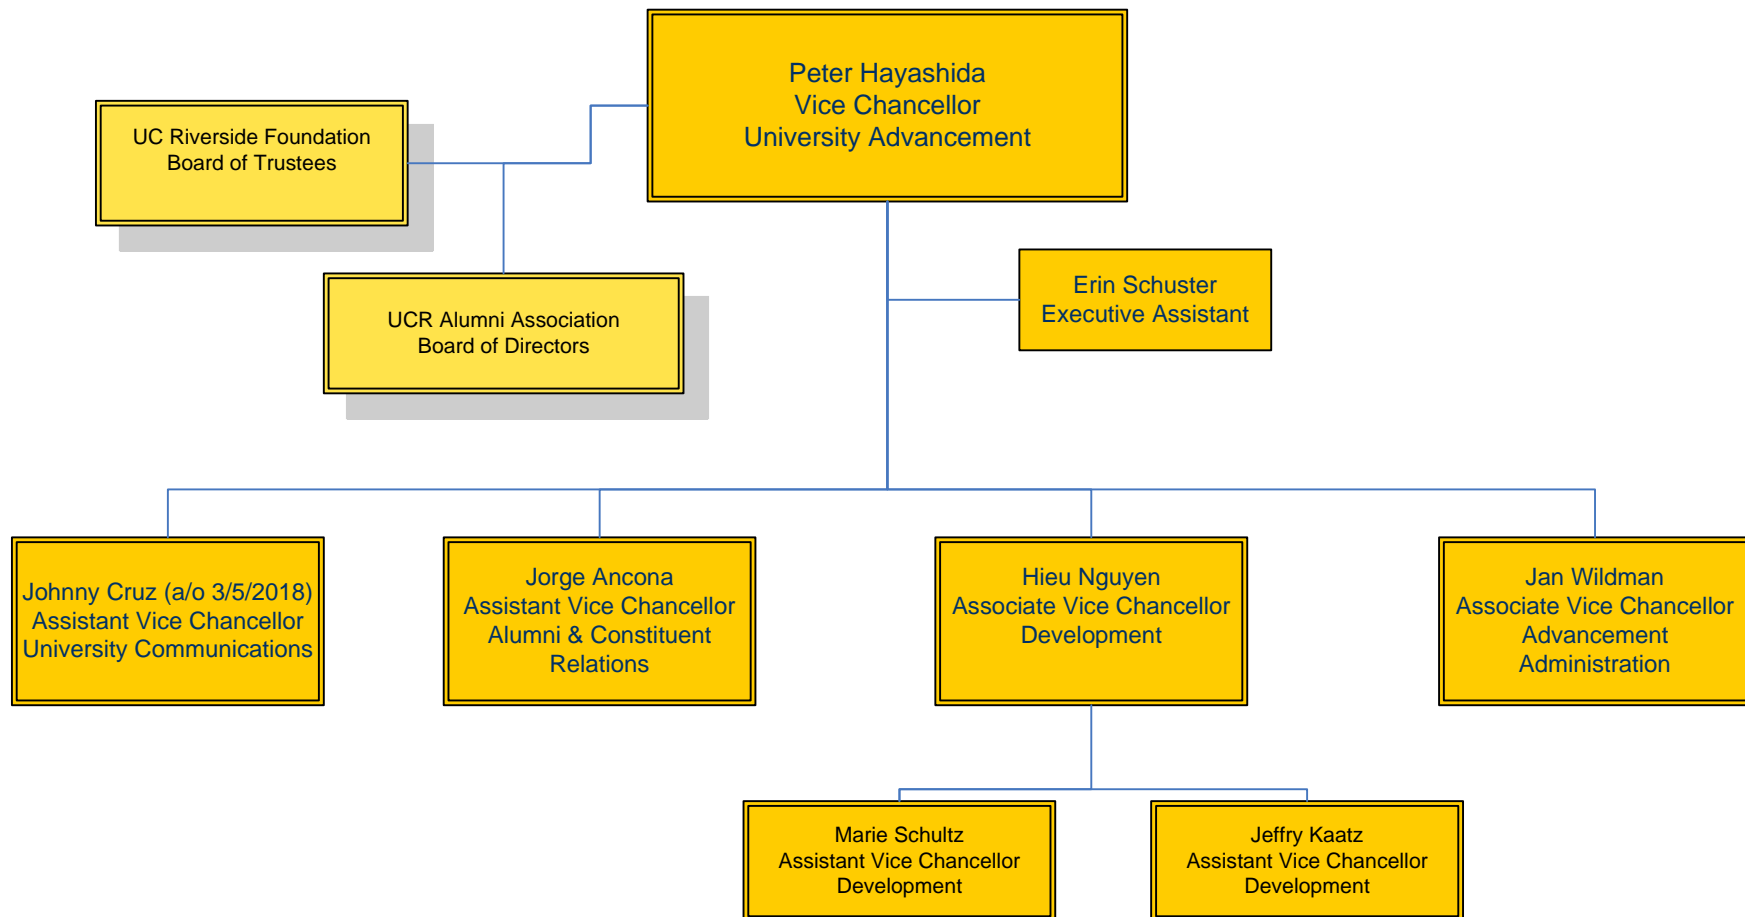 Peter Hayashida
Vice Chancellor
University Advancement
UC Riverside Foundation
Board of Trustees
Erin Schuster
Executive Assistant
UCR Alumni Association
Board of Directors
Johnny Cruz (a/o 3/5/2018)
Assistant Vice Chancellor
University Communications
Jorge Ancona
Assistant Vice Chancellor
Alumni & Constituent
Relations
Hieu Nguyen
Associate Vice Chancellor
Development
Jan Wildman
Associate Vice Chancellor
Advancement
Administration
Marie Schultz
Assistant Vice Chancellor
Development
Jeffry Kaatz
Assistant Vice Chancellor
Development